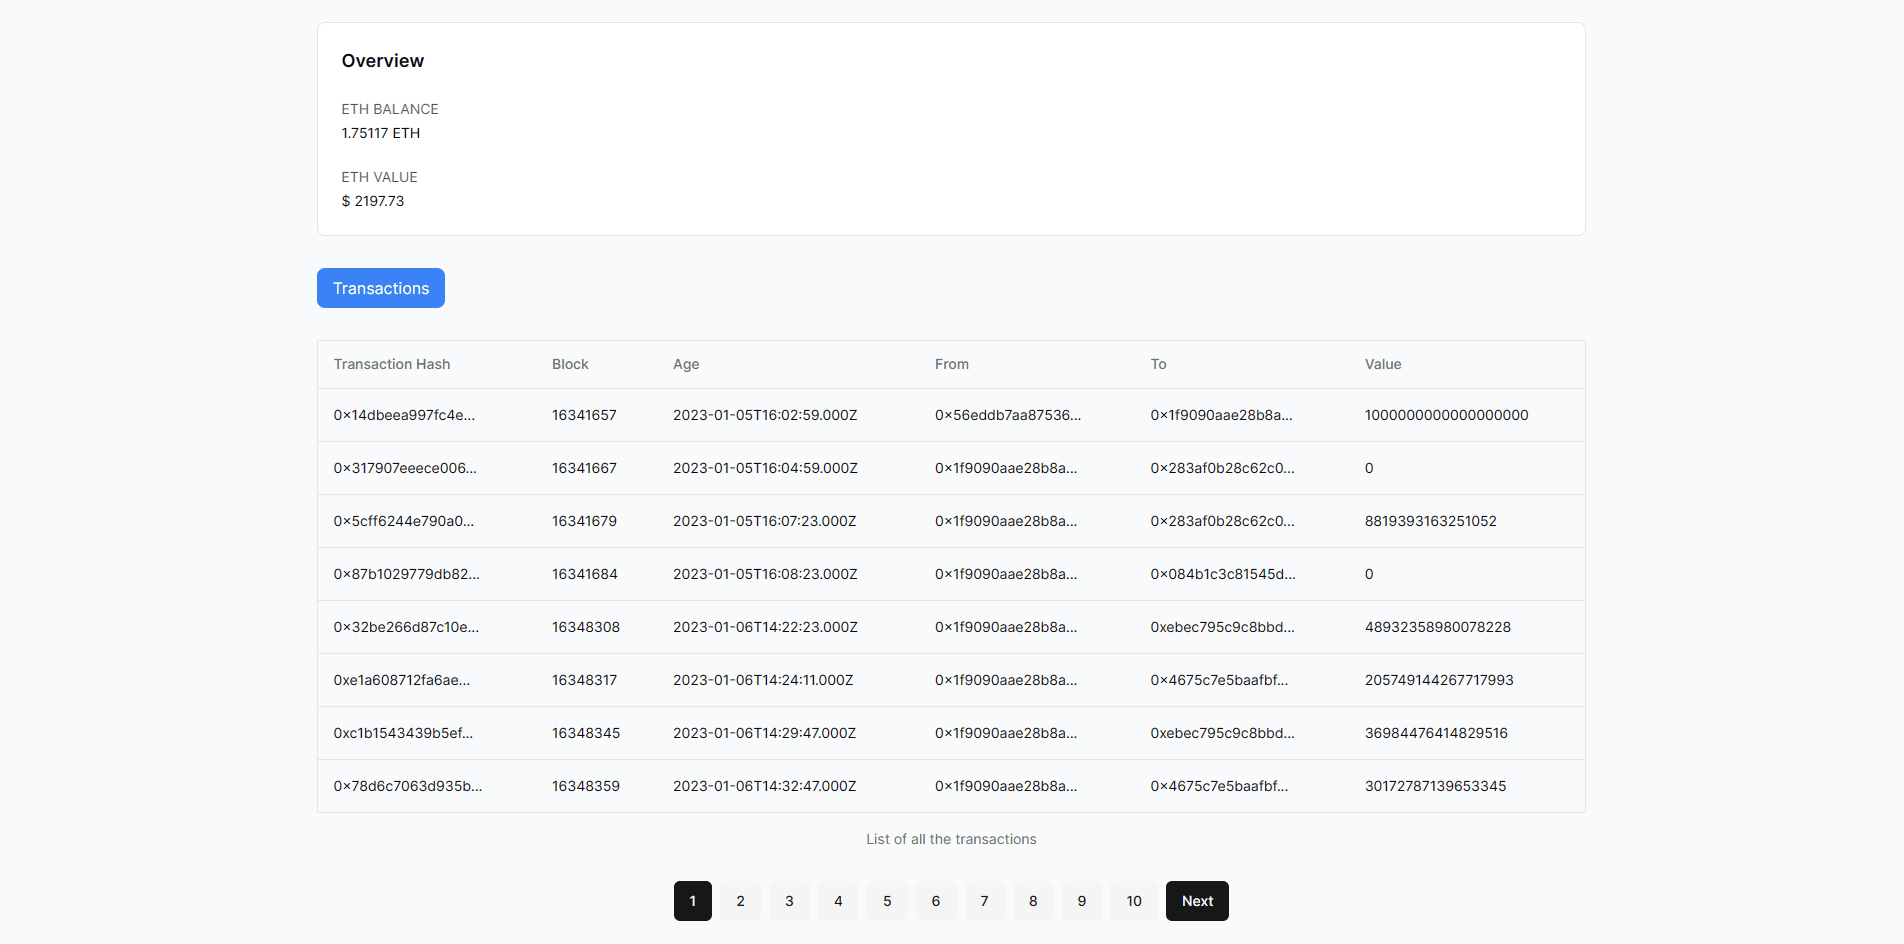 Overview
ETH BALANCE
1.75117 ETH
ETH VALUE
$ 2197.73
Transactions
Transaction Hash Block Age From To Value
0x14dbeea997fc4e... 16341657 2023-01-05T16:02:59.000Z 0x56eddb7aa87536... 0x1f9090aae28b8a... 1000000000000000000
0x317907eeece006... 16341667 2023-01-05T16:04:59.000Z 0x1f9090aae28b8a... 0x283af0b28c62c0... 0
0x5cff6244e790a0... 16341679 2023-01-05T16:07:23.000Z 0x1f9090aae28b8a... 0x283af0b28c62c0... 8819393163251052
0x87b1029779db82... 16341684 2023-01-05T16:08:23.000Z 0x1f9090aae28b8a... 0x084b1c3c81545d... 0
0x32be266d87c10e... 16348308 2023-01-06T14:22:23.000Z 0x1f9090aae28b8a... 0xebec795c9c8bbd... 48932358980078228
0xe1a608712fa6ae... 16348317 2023-01-06T14:24:11.000Z 0x1f9090aae28b8a... 0x4675c7e5baafbf... 205749144267717993
0xc1b1543439b5ef... 16348345 2023-01-06T14:29:47.000Z 0x1f9090aae28b8a... 0xebec795c9c8bbd... 36984476414829516
0x78d6c7063d935b... 16348359 2023-01-06T14:32:47.000Z 0x1f9090aae28b8a... 0x4675c7e5baafbf... 30172787139653345
List of all the transactions
1 2 3 4 5 6 7 8 9 10 Next